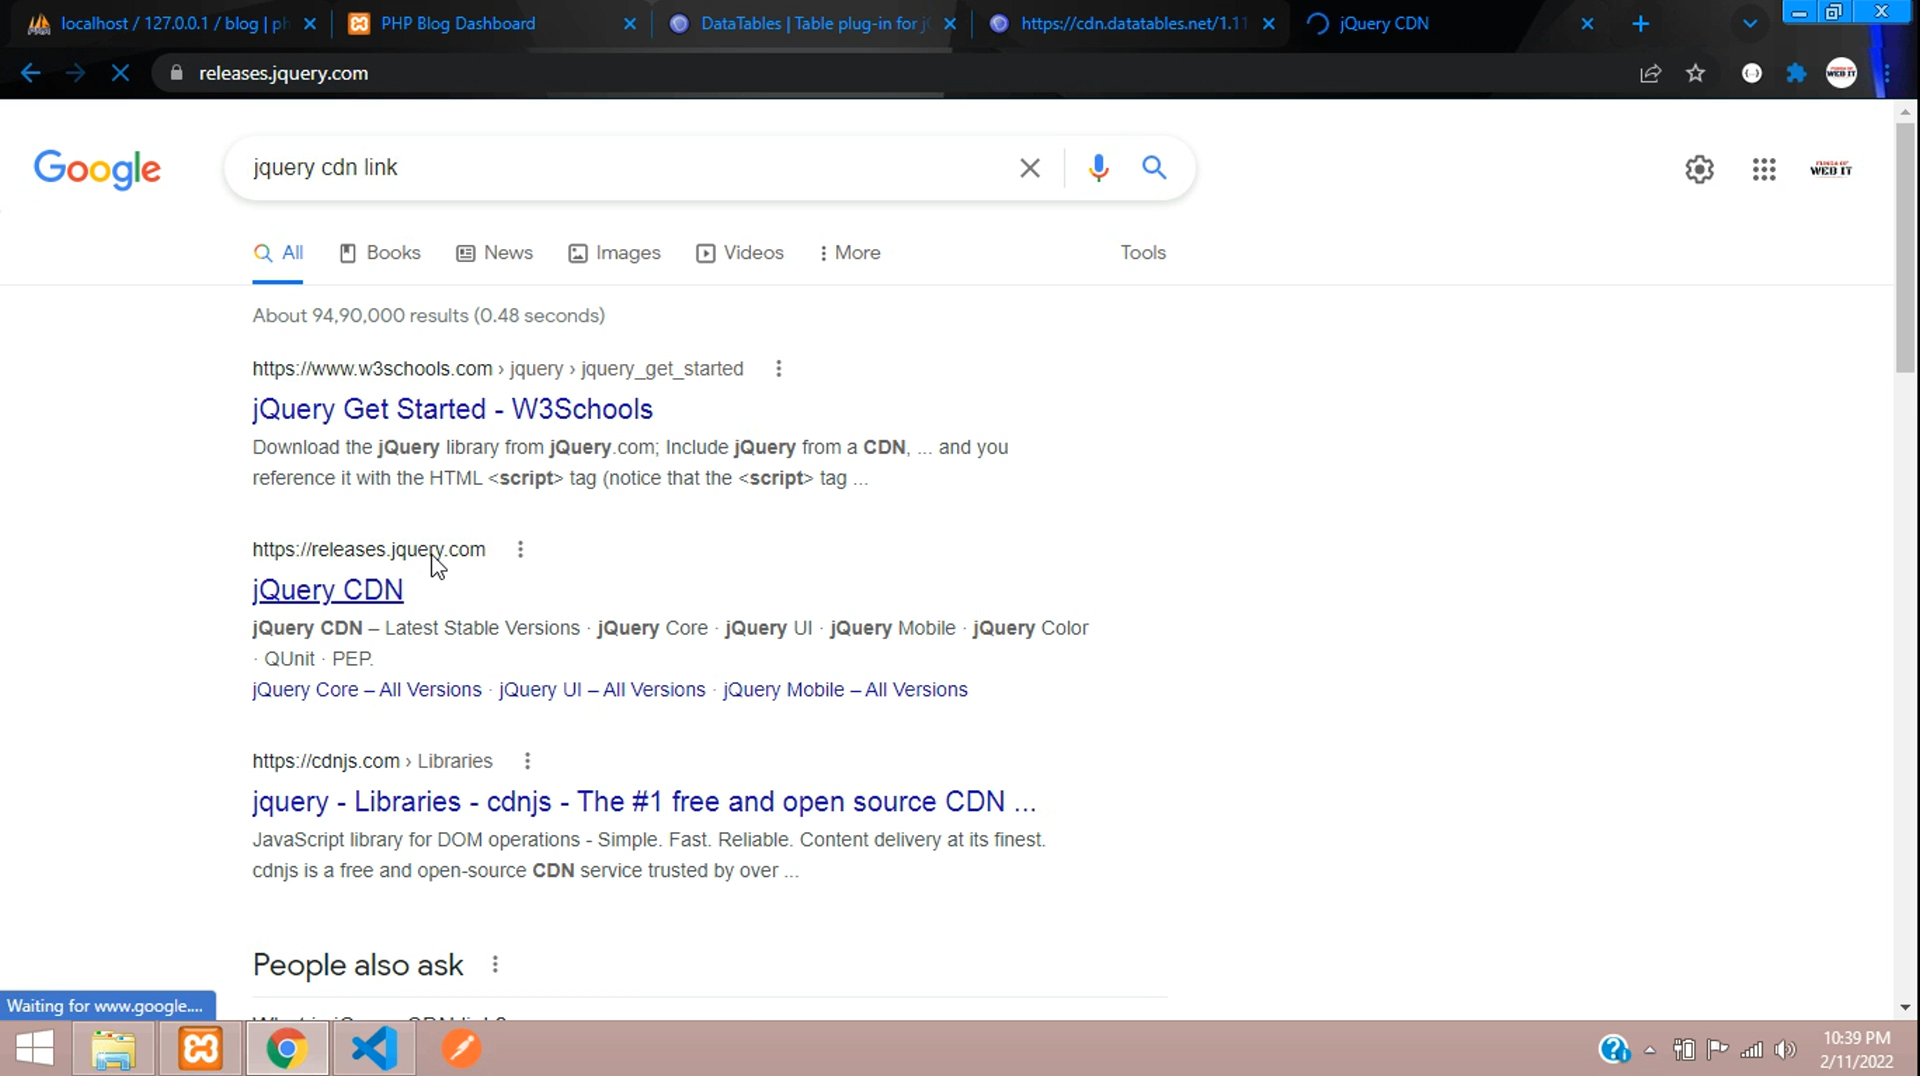 localhost / 127.0.0.1 / blog | ph
PHP Blog Dashboard
DataTables | Table plug-in for j
https://cdn.datatables.net/1.11
jQuery CDN
releases.jquery.com
WEB IT
Google
jquery cdn link
WEB IT
All
Books
News
Images
Videos
More
Tools
About 94,90,000 results (0.48 seconds)
https://www.w3schools.com › jquery › jquery_get_started
jQuery Get Started - W3Schools
Download the jQuery library from jQuery.com; Include jQuery from a CDN, ... and you
reference it with the HTML <script> tag (notice that the <script> tag ...
https://releases.jquery.com
jQuery CDN
jQuery CDN – Latest Stable Versions · jQuery Core · jQuery UI · jQuery Mobile · jQuery Color
· QUnit · PEP.
jQuery Core – All Versions · jQuery UI – All Versions · jQuery Mobile – All Versions
https://cdnjs.com › Libraries
jquery - Libraries - cdnjs - The #1 free and open source CDN ...
JavaScript library for DOM operations - Simple. Fast. Reliable. Content delivery at its finest.
cdnjs is a free and open-source CDN service trusted by over ...
People also ask
Waiting for www.google....
10:39 PM
2/11/2022